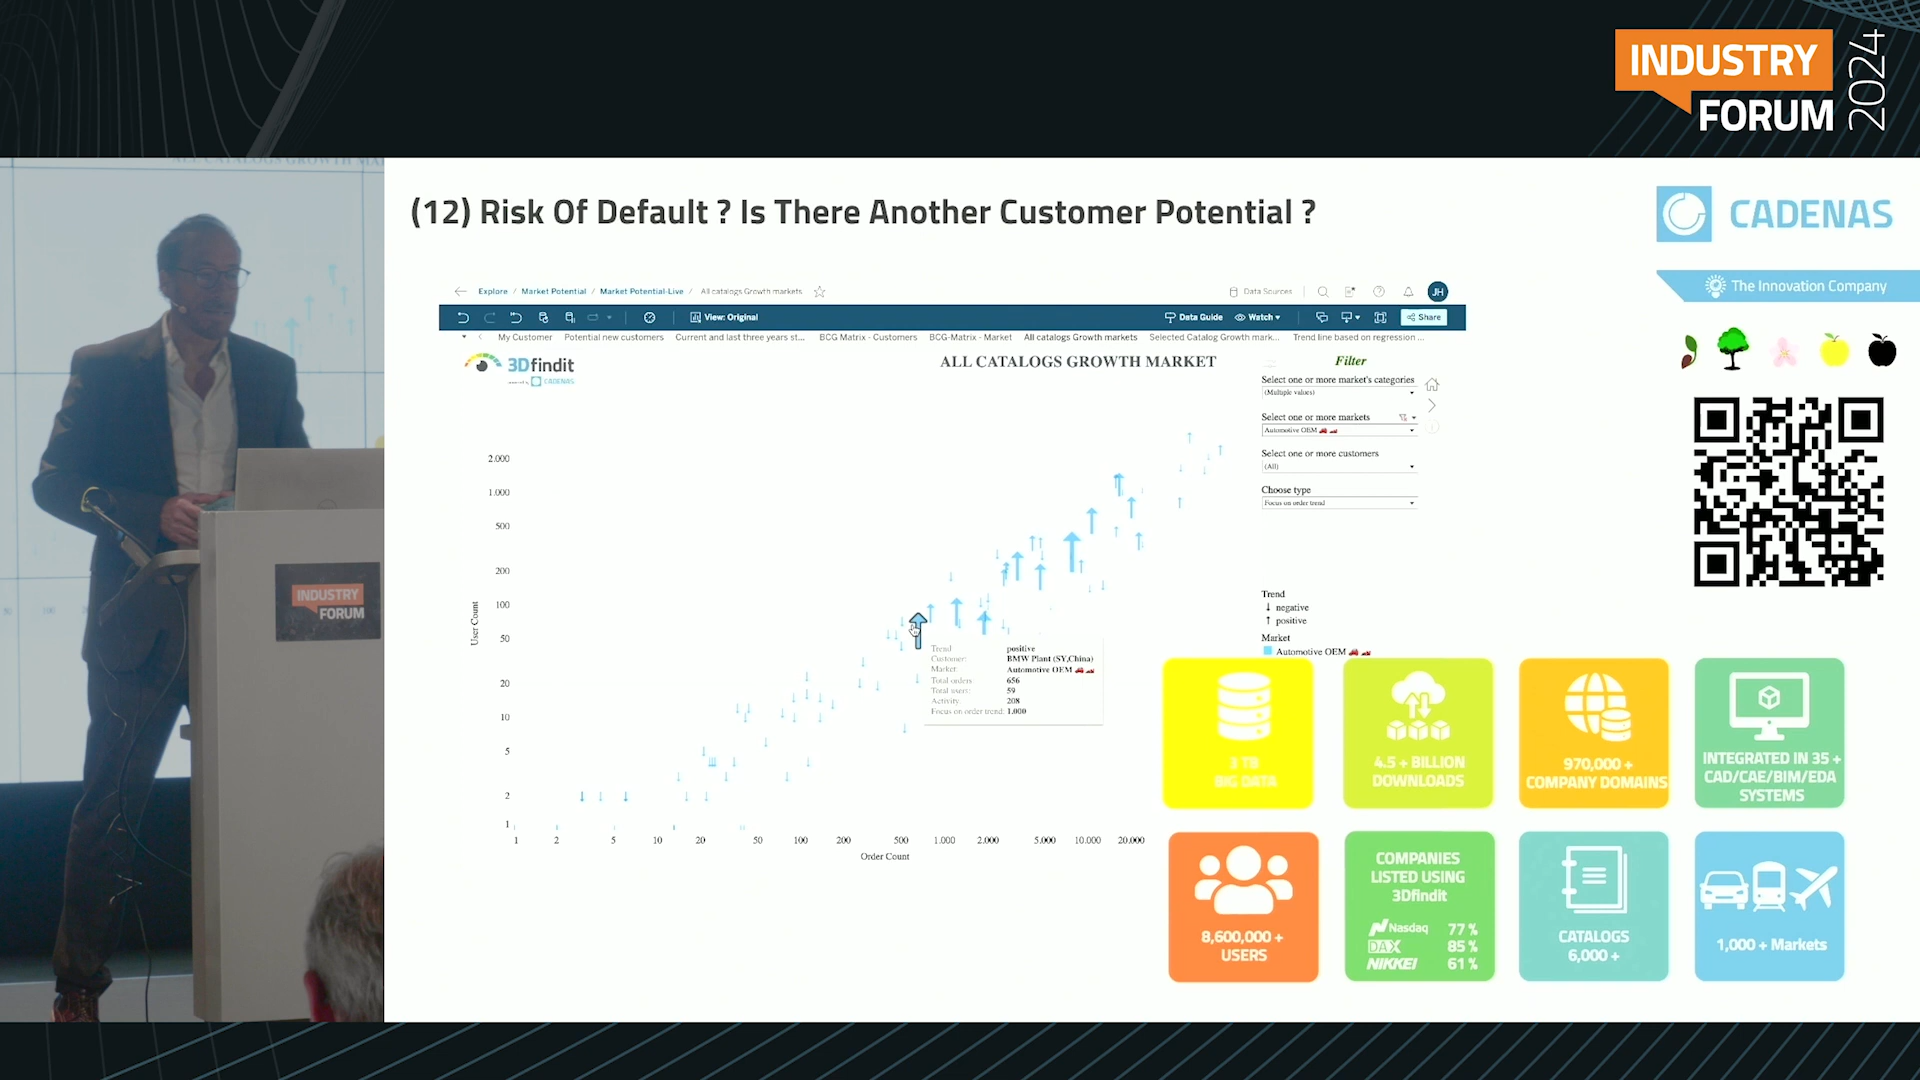 INDUSTRY
FORUM
2024
(12) Risk Of Default ? Is There Another Customer Potential ?
CADENAS
The Innovation Company
Explore / Market Potential / Market Potential-Live / All catalogs Growth markets
Data Sources
JH
View: Original
Data Guide
Watch
Share
My Customer
Potential new customers
Current and last three years st...
BCG Matrix - Customers
BCG-Matrix - Market
All catalogs Growth markets
Selected Catalog Growth mark...
Trend line based on regression ...
3Dfindit
powered by CADENAS
ALL CATALOGS GROWTH MARKET
Filter
Select one or more market's categories
(Multiple values)
Select one or more markets
Automotive OEM
Select one or more customers
(All)
Choose type
Focus on order trend
Trend
negative
positive
Market
Automotive OEM
User Count
2.000
1.000
500
200
100
50
20
10
5
2
1
1 2 5 10 20 50 100 200 500 1.000 2.000 5.000 10.000 20.000
Order Count
Trend positive
Customer: BMW Plant (SY,China)
Market: Automotive OEM
Total orders 656
Total users: 59
Activity: 208
Focus on order trend: 1.000
3 TB
BIG DATA
4.5 + BILLION
DOWNLOADS
970,000 +
COMPANY DOMAINS
INTEGRATED IN 35 +
CAD/CAE/BIM/EDA
SYSTEMS
8,600,000 +
USERS
COMPANIES
LISTED USING
3Dfindit
Nasdaq 77 %
DAX 85 %
NIKKEI 61 %
CATALOGS
6,000 +
1,000 + Markets
INDUSTRY
FORUM